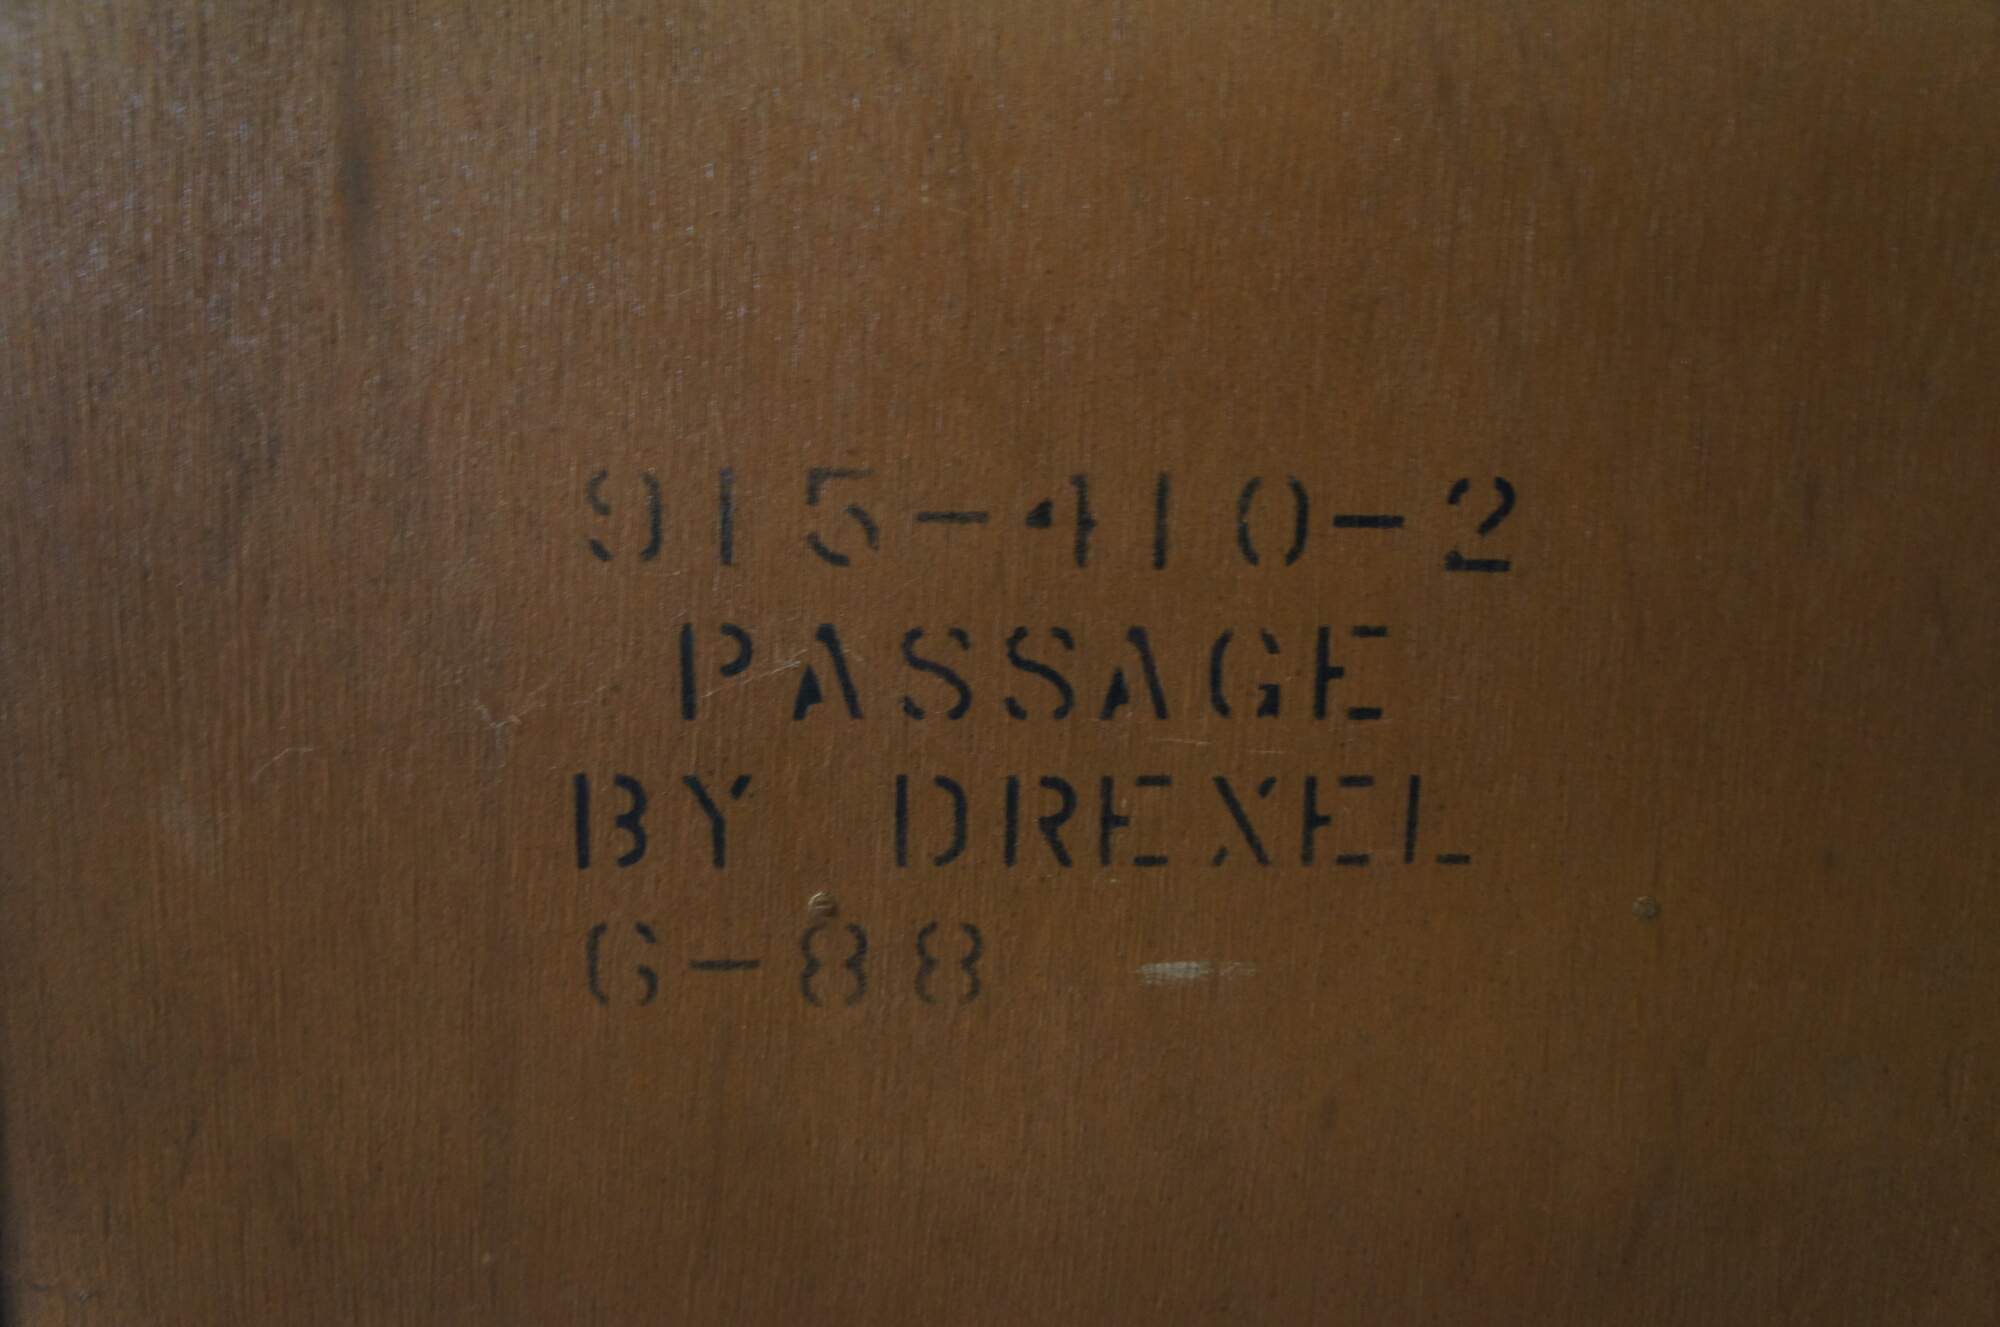 915-410-2
PASSAGE
BY DREXEL
6-88